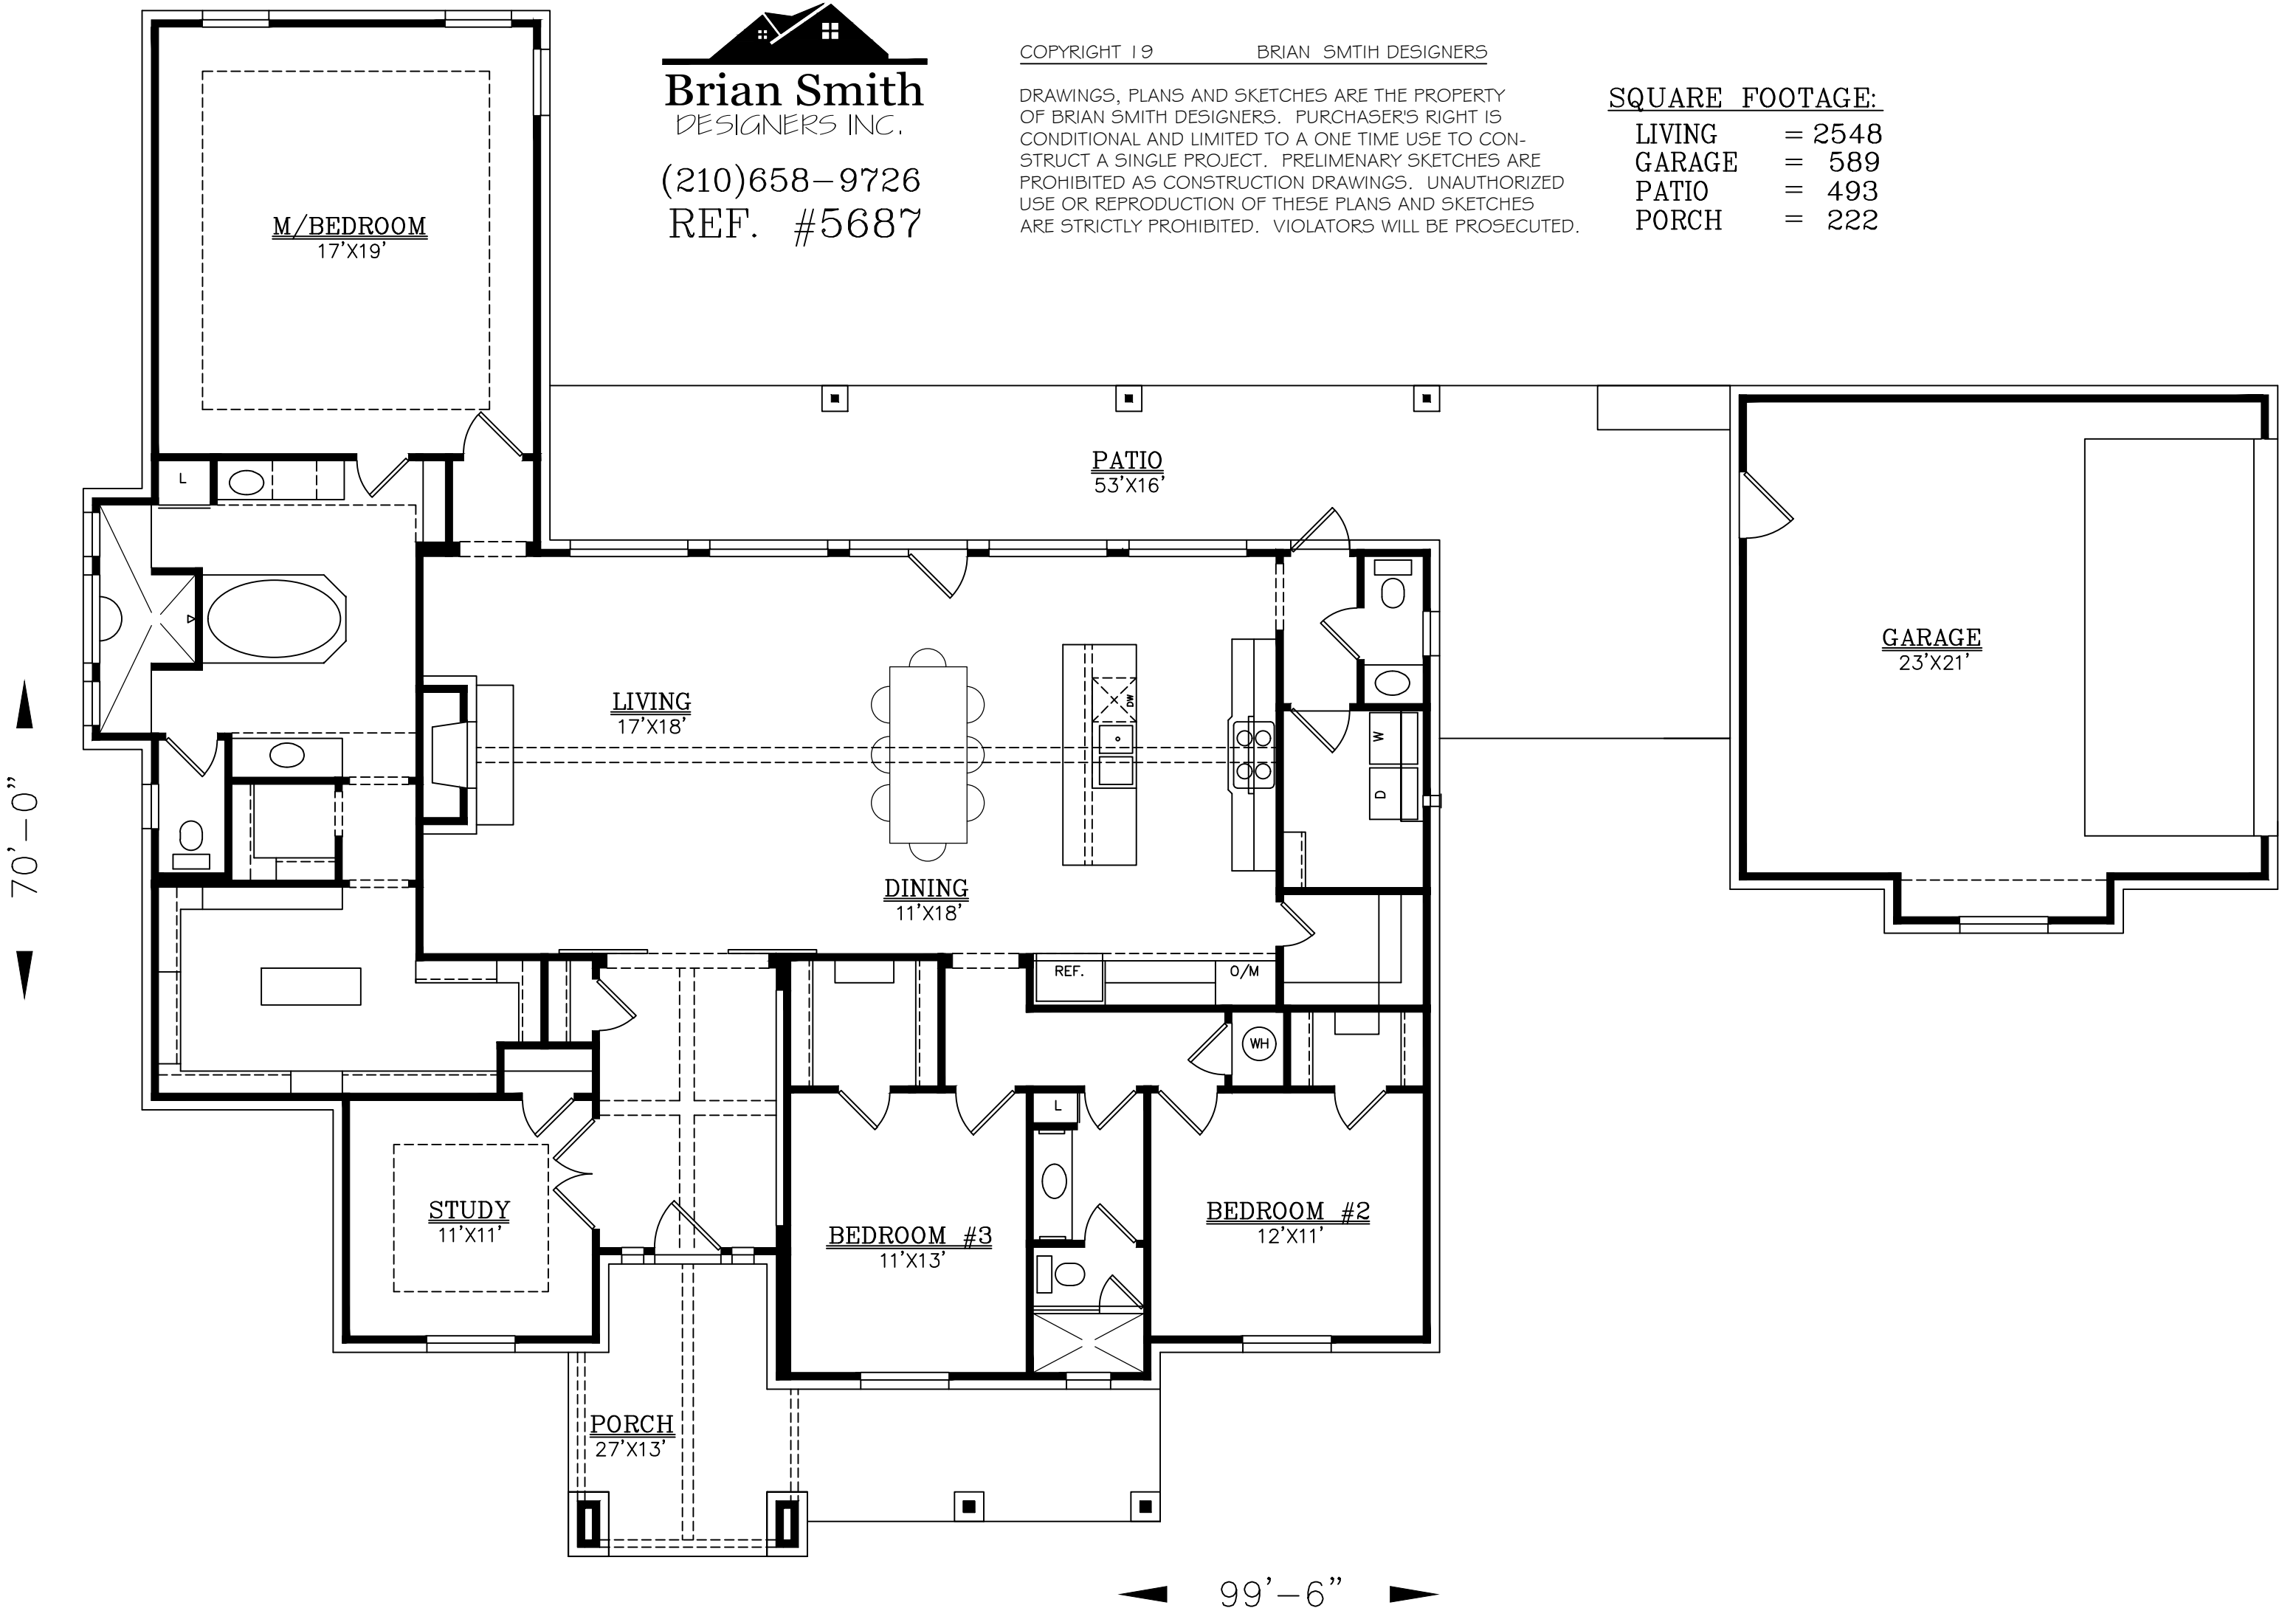 Brian Smith
DESIGNERS INC.
(210)658-9726
REF. #5687
COPYRIGHT 19 BRIAN SMTIH DESIGNERS
DRAWINGS, PLANS AND SKETCHES ARE THE PROPERTY
OF BRIAN SMITH DESIGNERS. PURCHASER'S RIGHT IS
CONDITIONAL AND LIMITED TO A ONE TIME USE TO CON-
STRUCT A SINGLE PROJECT. PRELIMENARY SKETCHES ARE
PROHIBITED AS CONSTRUCTION DRAWINGS. UNAUTHORIZED
USE OR REPRODUCTION OF THESE PLANS AND SKETCHES
ARE STRICTLY PROHIBITED. VIOLATORS WILL BE PROSECUTED.
SQUARE FOOTAGE:
LIVING = 2548
GARAGE = 589
PATIO = 493
PORCH = 222
M/BEDROOM
17'X19'
L
PATIO
53'X16'
GARAGE
23'X21'
LIVING
17'X18'
DW
W
D
70'-0"
DINING
11'X18'
REF.
O/M
WH
L
STUDY
11'X11'
BEDROOM #3
11'X13'
BEDROOM #2
12'X11'
PORCH
27'X13'
99'-6"